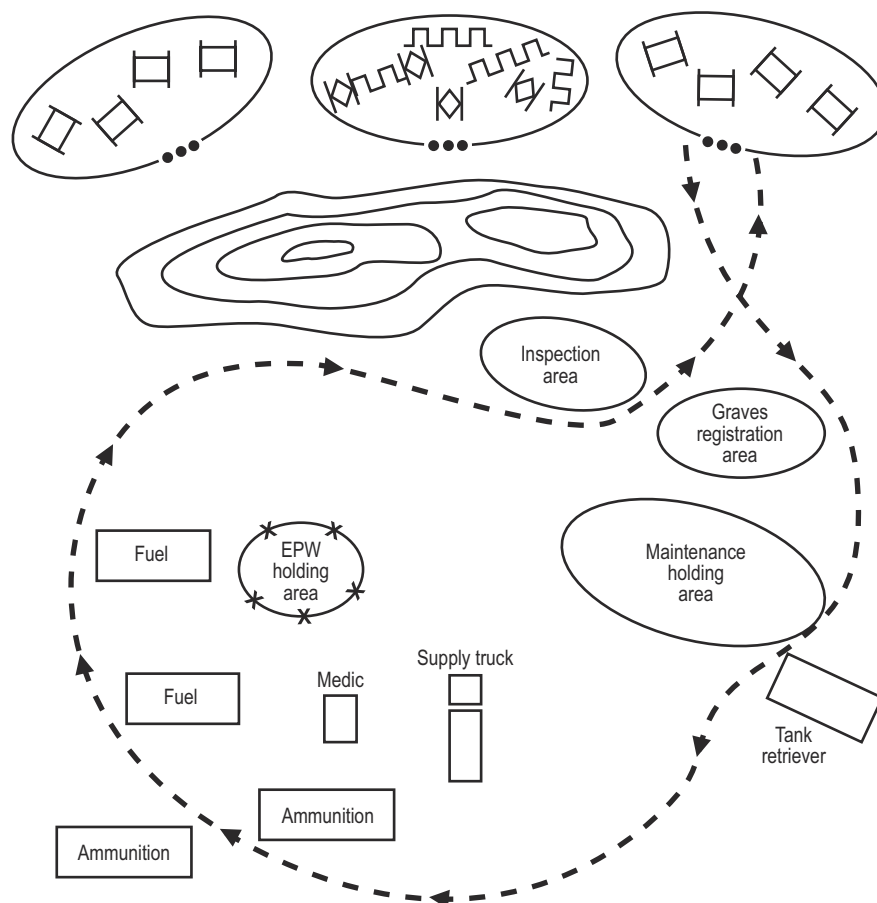 Inspection
area
Graves
registration
area
Fuel
EPW
holding
area
Maintenance
holding
area
Supply truck
Fuel
Medic
Tank
retriever
Ammunition
Ammunition